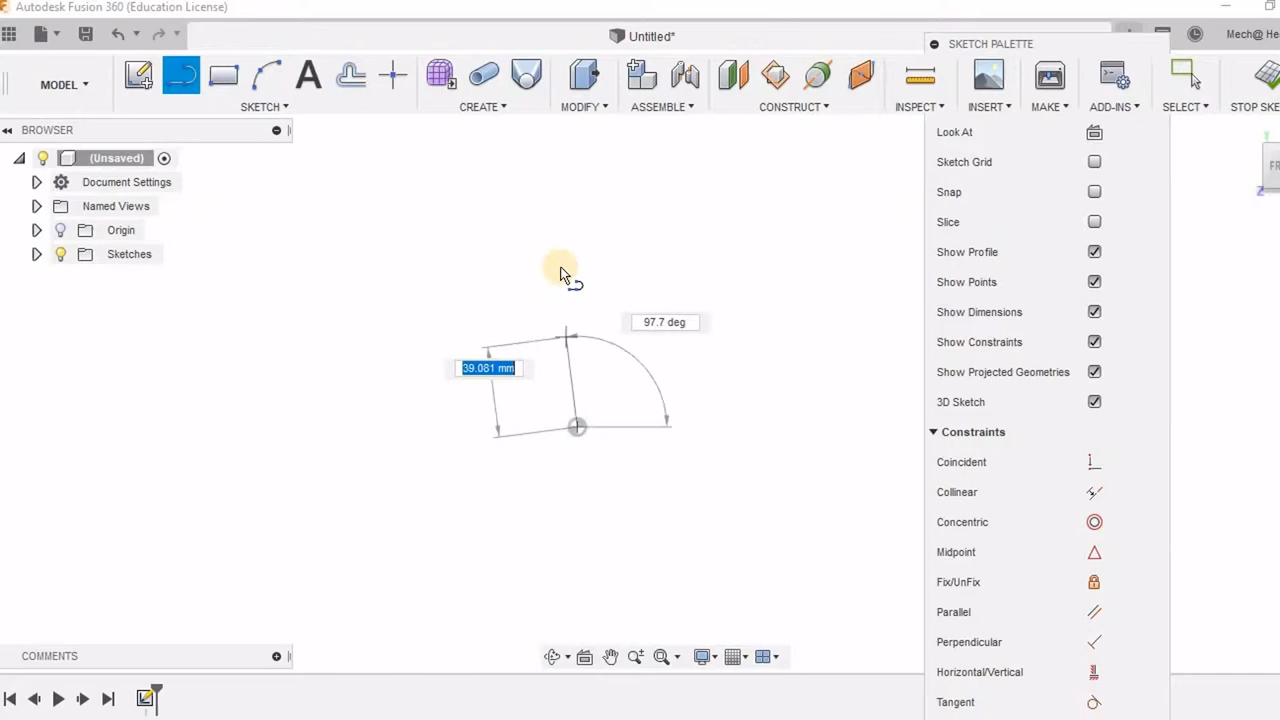 Autodesk Fusion 360 (Education License)
Untitled*
Mech@ He
MODEL
SKETCH
CREATE
MODIFY
ASSEMBLE
CONSTRUCT
INSPECT
INSERT
MAKE
ADD-INS
SELECT
STOP SKE
SKETCH PALETTE
BROWSER
(Unsaved)
Document Settings
Named Views
Origin
Sketches
FR
Y
Z
97.7 deg
39.081 mm
Look At
Sketch Grid
Snap
Slice
Show Profile
Show Points
Show Dimensions
Show Constraints
Show Projected Geometries
3D Sketch
Constraints
Coincident
Collinear
Concentric
Midpoint
Fix/UnFix
Parallel
Perpendicular
Horizontal/Vertical
Tangent
COMMENTS